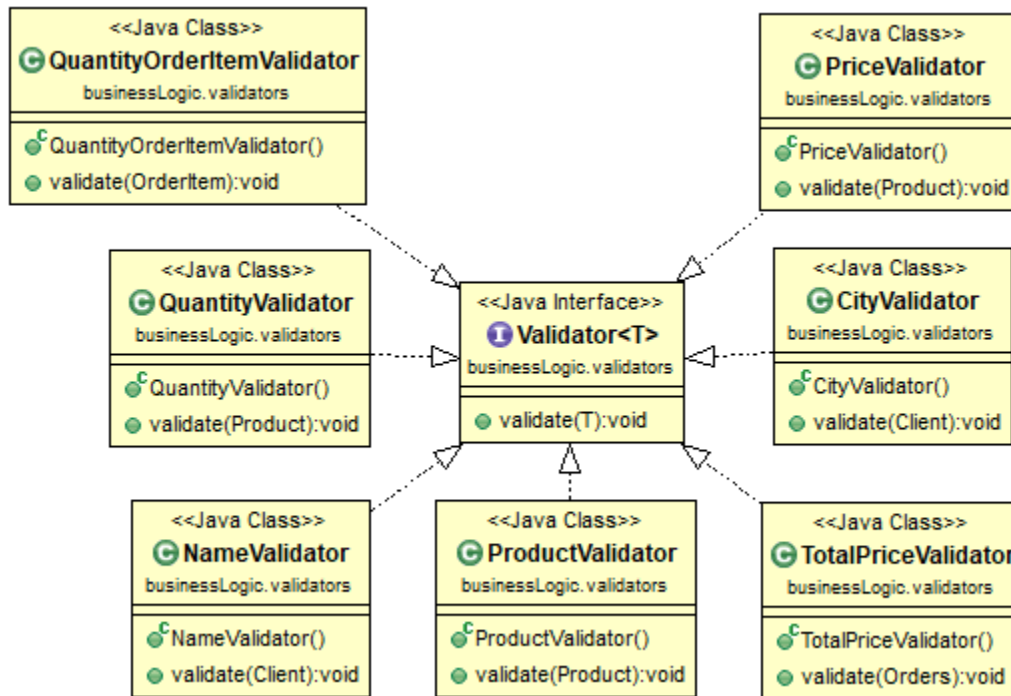 <<Java Class>>
QuantityOrderItemValidator
businessLogic.validators
QuantityOrderItemValidator()
validate(OrderItem):void
<<Java Class>>
PriceValidator
businessLogic.validators
PriceValidator()
validate(Product):void
<<Java Class>>
QuantityValidator
businessLogic.validators
QuantityValidator()
validate(Product):void
<<Java Interface>>
Validator<T>
businessLogic.validators
validate(T):void
<<Java Class>>
CityValidator
businessLogic.validators
CityValidator()
validate(Client):void
<<Java Class>>
NameValidator
businessLogic.validators
NameValidator()
validate(Client):void
<<Java Class>>
ProductValidator
businessLogic.validators
ProductValidator()
validate(Product):void
<<Java Class>>
TotalPriceValidator
businessLogic.validators
TotalPriceValidator()
validate(Orders):void